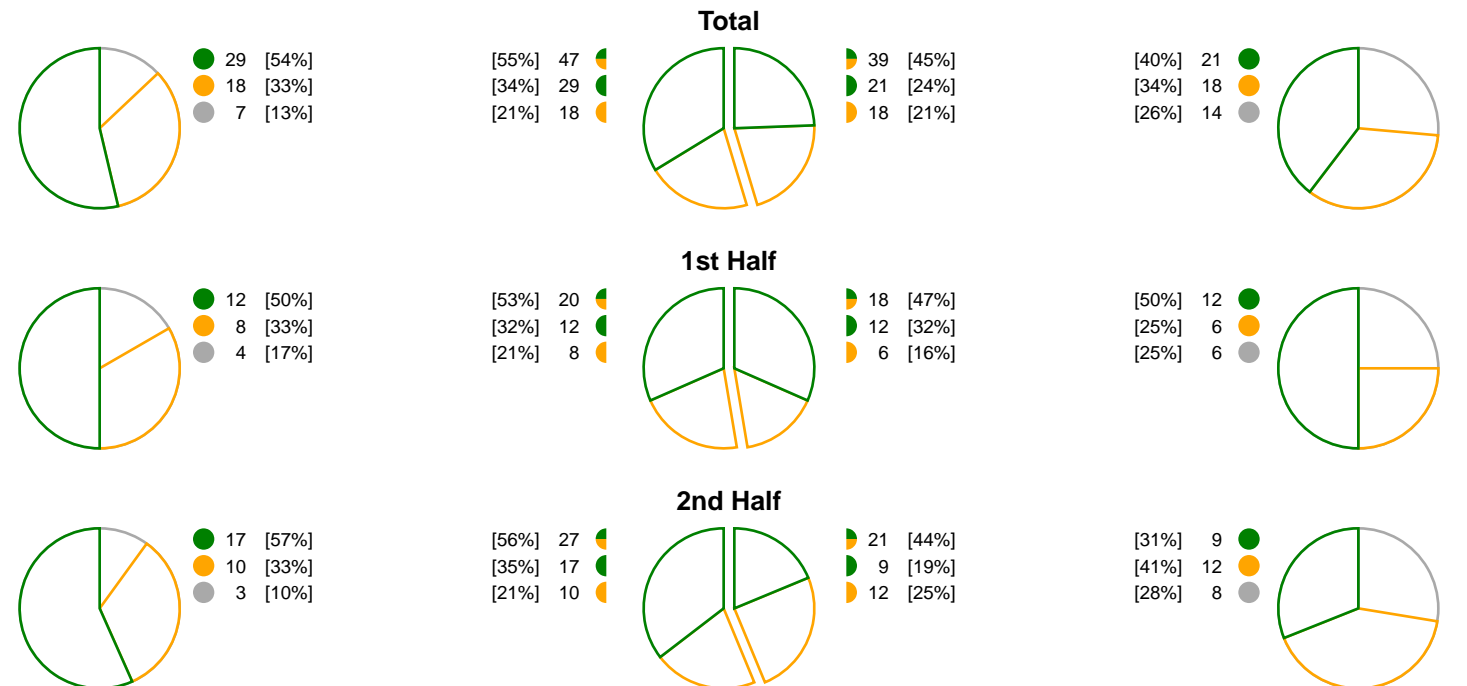 Total
29 [54%] [55%] 47 39 [45%] [40%] 21
18 [33%] [34%] 29 21 [24%] [34%] 18
7 [13%] [21%] 18 18 [21%] [26%] 14
1st Half
12 [50%] [53%] 20 18 [47%] [50%] 12
8 [33%] [32%] 12 12 [32%] [25%] 6
4 [17%] [21%] 8 6 [16%] [25%] 6
2nd Half
17 [57%] [56%] 27 21 [44%] [31%] 9
10 [33%] [35%] 17 9 [19%] [41%] 12
3 [10%] [21%] 10 12 [25%] [28%] 8